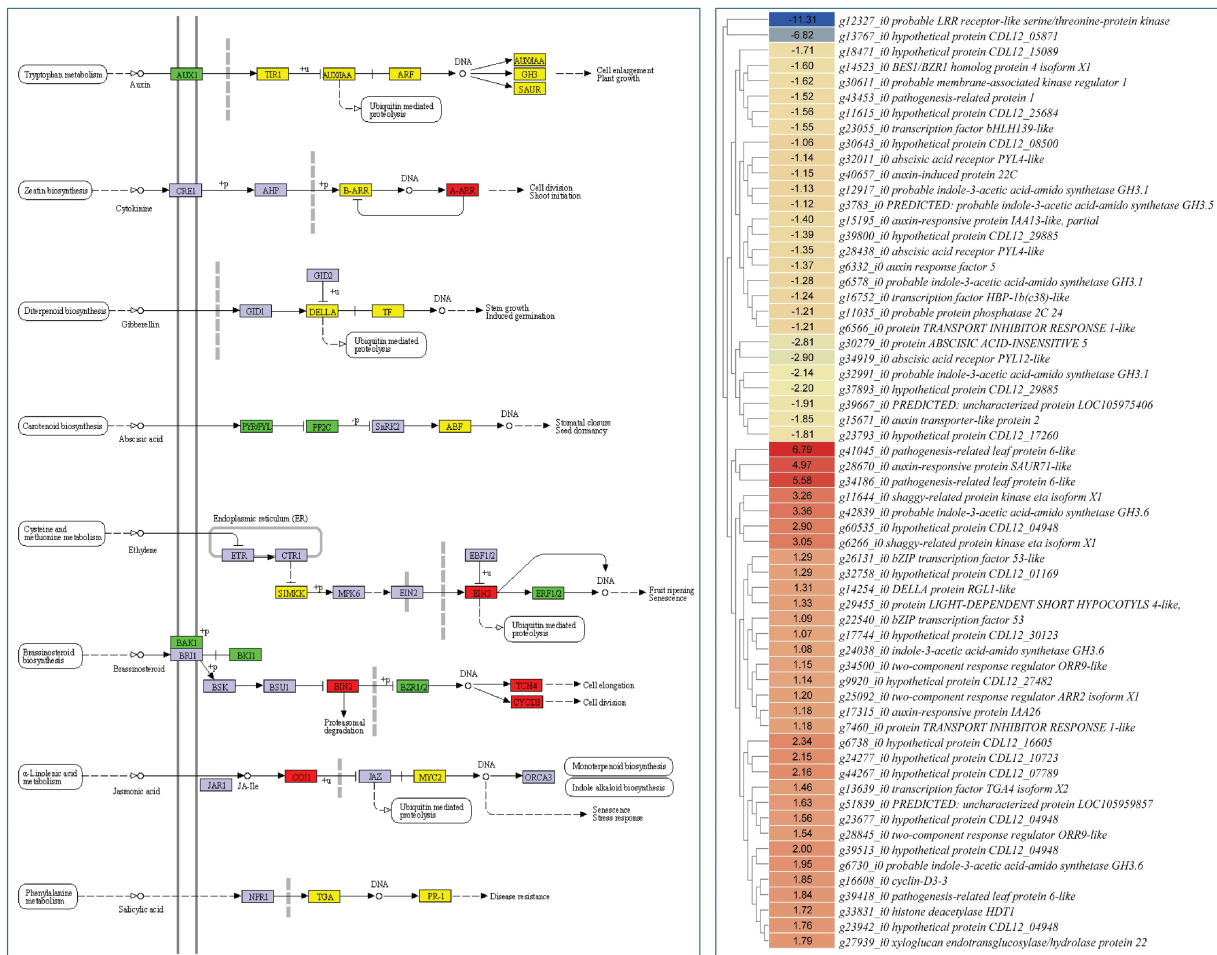 Tryptophan metabolism
Auxin
AUX1
TIR1
+u
AUX/IAA
ARF
DNA
AUX/IAA
GH3
SAUR
Cell enlargement
Plant growth
Ubiquitin mediated
proteolysis
Zeatin biosynthesis
Cytokinine
CRE1
+p
AHP
+p
B-ARR
DNA
A-ARR
Cell division
Shoot initiation
Diterpenoid biosynthesis
Gibberellin
GID2
+u
GID1
DELLA
TF
DNA
Stem growth
Induced germination
Ubiquitin mediated
proteolysis
Carotenoid biosynthesis
Abscisic acid
PYR/PYL
PP2C
-p
SnRK2
ABF
DNA
Stomatal closure
Seed dormancy
Cysteine and
methionine metabolism
Ethylene
Endoplasmic reticulum (ER)
ETR
CTR1
SIMKK
+p
MPK6
EIN2
EBF1/2
+u
EIN3
ERF1/2
DNA
Fruit ripening
Senescence
Ubiquitin mediated
proteolysis
Brassinosteroid
biosynthesis
Brassinosteroid
+p
BAK1
BRI1
BKI1
+p
BSK
BSU1
BIN2
+p
BZR1/2
DNA
TCH4
CYCD3
Cell elongation
Cell division
Proteasomal
degradation
α-Linolenic acid
metabolism
Jasmonic acid
JAR1
JA-Ile
COI1
+u
JAZ
MYC2
DNA
ORCA3
Monoterpenoid biosynthesis
Indole alkaloid biosynthesis
Ubiquitin mediated
proteolysis
Senescence
Stress response
Phenylalanine
metabolism
Salicylic acid
NPR1
TGA
DNA
PR-1
Disease resistance
-11.31 g12327_i0 probable LRR receptor-like serine/threonine-protein kinase
-6.82 g13767_i0 hypothetical protein CDL12_05871
-1.71 g18471_i0 hypothetical protein CDL12_15089
-1.60 g14523_i0 BES1/BZR1 homolog protein 4 isoform X1
-1.62 g30611_i0 probable membrane-associated kinase regulator 1
-1.52 g43453_i0 pathogenesis-related protein 1
-1.56 g11615_i0 hypothetical protein CDL12_25684
-1.55 g23055_i0 transcription factor bHLH139-like
-1.06 g30643_i0 hypothetical protein CDL12_08500
-1.14 g32011_i0 abscisic acid receptor PYL4-like
-1.15 g40657_i0 auxin-induced protein 22C
-1.13 g12917_i0 probable indole-3-acetic acid-amido synthetase GH3.1
-1.12 g3783_i0 PREDICTED: probable indole-3-acetic acid-amido synthetase GH3.5
-1.40 g15195_i0 auxin-responsive protein IAA13-like, partial
-1.39 g39800_i0 hypothetical protein CDL12_29885
-1.35 g28438_i0 abscisic acid receptor PYL4-like
-1.37 g6332_i0 auxin response factor 5
-1.28 g6578_i0 probable indole-3-acetic acid-amido synthetase GH3.1
-1.24 g16752_i0 transcription factor HBP-1b(c38)-like
-1.21 g11035_i0 probable protein phosphatase 2C 24
-1.21 g6566_i0 protein TRANSPORT INHIBITOR RESPONSE 1-like
-2.81 g30279_i0 protein ABSCISIC ACID-INSENSITIVE 5
-2.90 g34919_i0 abscisic acid receptor PYL12-like
-2.14 g32991_i0 probable indole-3-acetic acid-amido synthetase GH3.1
-2.20 g37893_i0 hypothetical protein CDL12_29885
-1.91 g39667_i0 PREDICTED: uncharacterized protein LOC105975406
-1.85 g15671_i0 auxin transporter-like protein 2
-1.81 g23793_i0 hypothetical protein CDL12_17260
6.79 g41045_i0 pathogenesis-related leaf protein 6-like
4.97 g28670_i0 auxin-responsive protein SAUR71-like
5.58 g34186_i0 pathogenesis-related leaf protein 6-like
3.26 g11644_i0 shaggy-related protein kinase eta isoform X1
3.36 g42839_i0 probable indole-3-acetic acid-amido synthetase GH3.6
2.90 g60535_i0 hypothetical protein CDL12_04948
3.05 g6266_i0 shaggy-related protein kinase eta isoform X1
1.29 g26131_i0 bZIP transcription factor 53-like
1.29 g32758_i0 hypothetical protein CDL12_01169
1.31 g14254_i0 DELLA protein RGL1-like
1.33 g29455_i0 protein LIGHT-DEPENDENT SHORT HYPOCOTYLS 4-like,
1.09 g22540_i0 bZIP transcription factor 53
1.07 g17744_i0 hypothetical protein CDL12_30123
1.08 g24038_i0 indole-3-acetic acid-amido synthetase GH3.6
1.15 g34500_i0 two-component response regulator ORR9-like
1.14 g9920_i0 hypothetical protein CDL12_27482
1.20 g25092_i0 two-component response regulator ARR2 isoform X1
1.18 g17315_i0 auxin-responsive protein IAA26
1.18 g7460_i0 protein TRANSPORT INHIBITOR RESPONSE 1-like
2.34 g6738_i0 hypothetical protein CDL12_16605
2.15 g24277_i0 hypothetical protein CDL12_10723
2.16 g44267_i0 hypothetical protein CDL12_07789
1.46 g13639_i0 transcription factor TGA4 isoform X2
1.63 g51839_i0 PREDICTED: uncharacterized protein LOC105959857
1.56 g23677_i0 hypothetical protein CDL12_04948
1.54 g28845_i0 two-component response regulator ORR9-like
2.00 g39513_i0 hypothetical protein CDL12_04948
1.95 g6730_i0 probable indole-3-acetic acid-amido synthetase GH3.6
1.85 g16608_i0 cyclin-D3-3
1.84 g39418_i0 pathogenesis-related leaf protein 6-like
1.72 g33831_i0 histone deacetylase HDT1
1.76 g23942_i0 hypothetical protein CDL12_04948
1.79 g27939_i0 xyloglucan endotransglucosylase/hydrolase protein 22